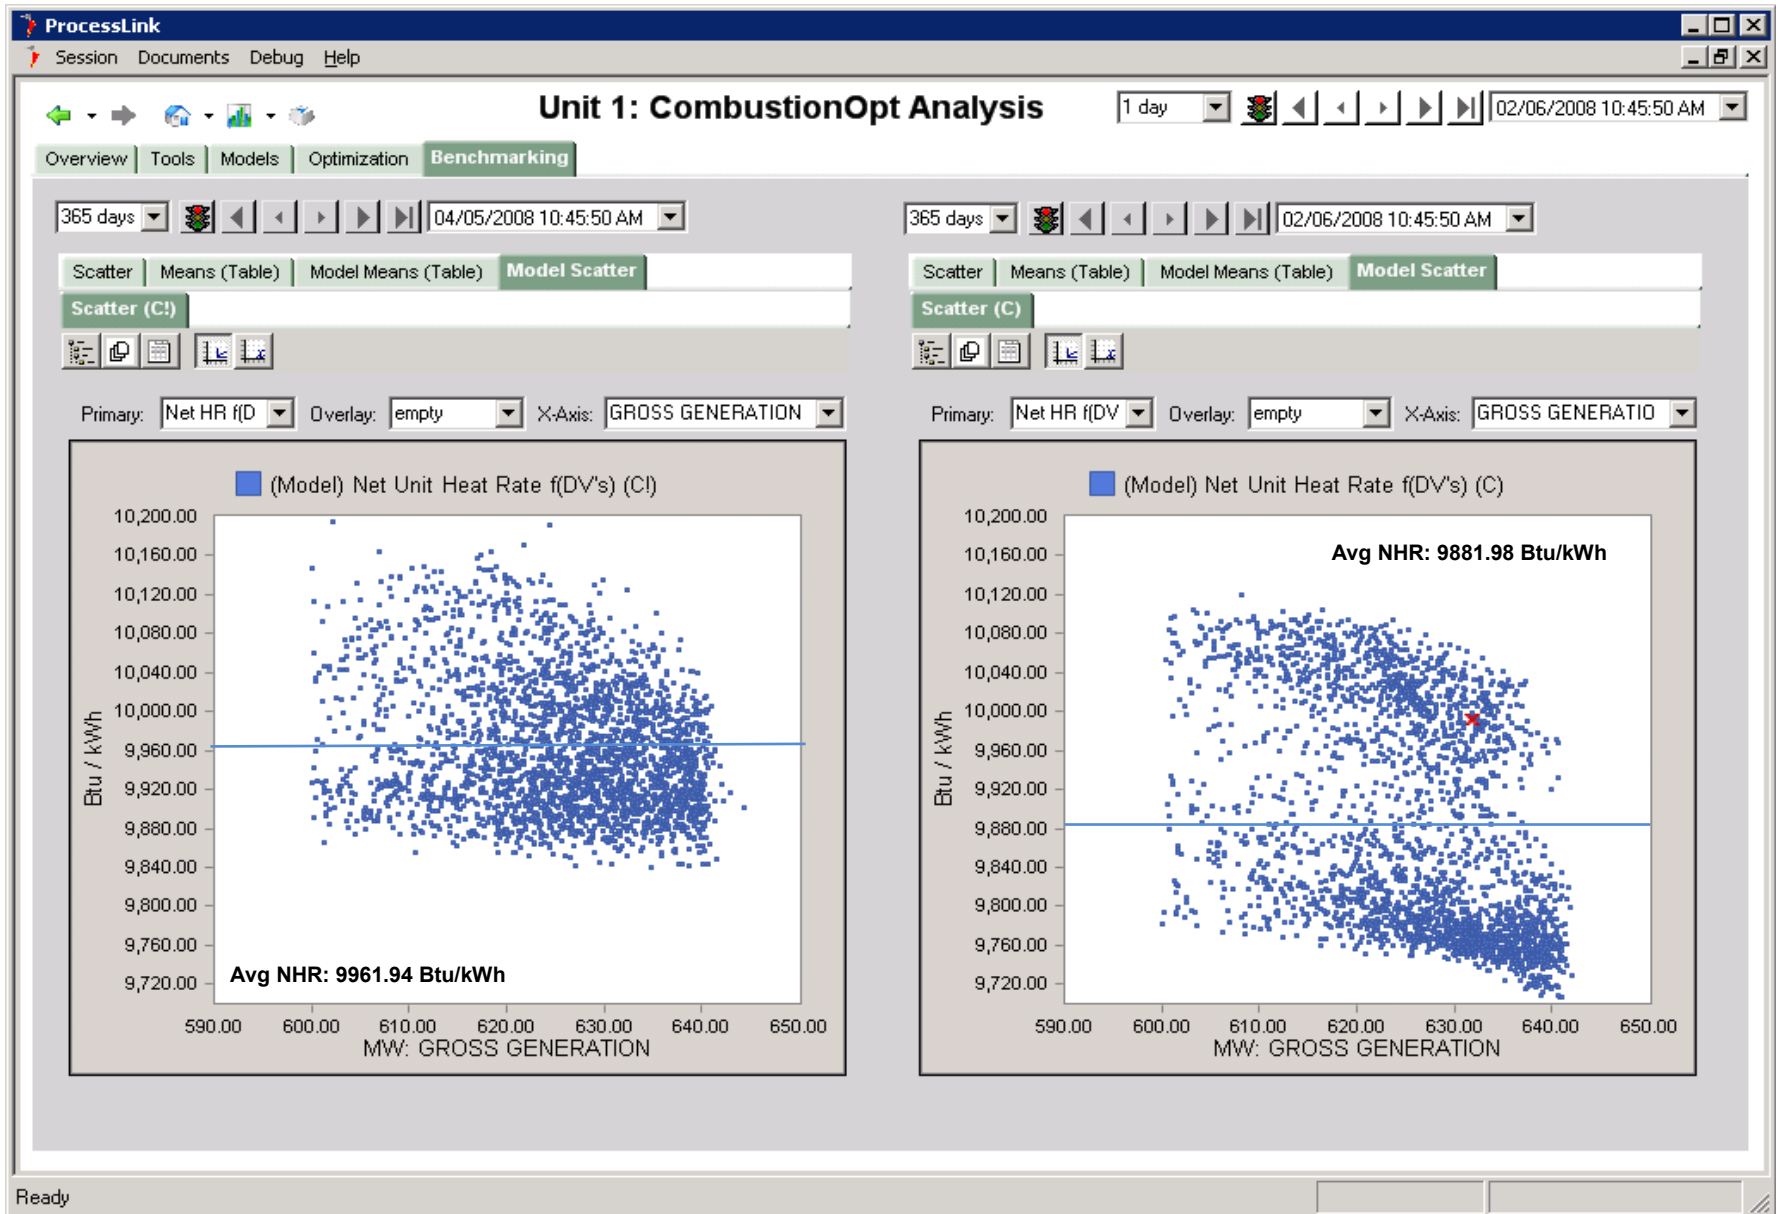 ProcessLink
Session Documents Debug Help
Unit 1: CombustionOpt Analysis
1 day
02/06/2008 10:45:50 AM
Overview Tools Models Optimization Benchmarking
365 days
04/05/2008 10:45:50 AM
Scatter Means (Table) Model Means (Table) Model Scatter
Scatter (C!)
Primary: Net HR f(D Overlay: empty X-Axis: GROSS GENERATION
(Model) Net Unit Heat Rate f(DV's) (C!)
10,200.00
10,160.00
10,120.00
10,080.00
10,040.00
10,000.00
9,960.00
9,920.00
9,880.00
9,840.00
9,800.00
9,760.00
9,720.00
Btu / kWh
Avg NHR: 9961.94 Btu/kWh
590.00 600.00 610.00 620.00 630.00 640.00 650.00
MW: GROSS GENERATION
365 days
02/06/2008 10:45:50 AM
Scatter Means (Table) Model Means (Table) Model Scatter
Scatter (C)
Primary: Net HR f(DV Overlay: empty X-Axis: GROSS GENERATIO
(Model) Net Unit Heat Rate f(DV's) (C)
10,200.00
10,160.00
10,120.00
10,080.00
10,040.00
10,000.00
9,960.00
9,920.00
9,880.00
9,840.00
9,800.00
9,760.00
9,720.00
Btu / kWh
Avg NHR: 9881.98 Btu/kWh
590.00 600.00 610.00 620.00 630.00 640.00 650.00
MW: GROSS GENERATION
Ready